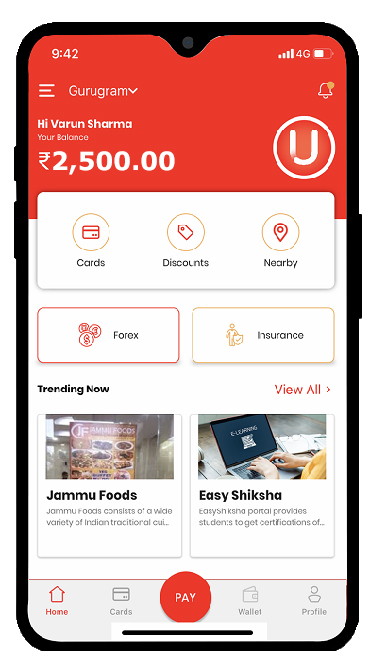 9:42
4G
Gurugram
Hi Varun Sharma
Your Balance
₹2,500.00
U
Cards
Discounts
Nearby
Forex
Insurance
Trending Now
View All ›
JF JAMMU FOODS
E-LEARNING
Jammu Foods
Jammu Foods consists of a wide
variety of Indian traditional cui...
Easy Shiksha
EasyShiksha portal provides
students to get certifications of...
Home
Cards
PAY
Wallet
Profile